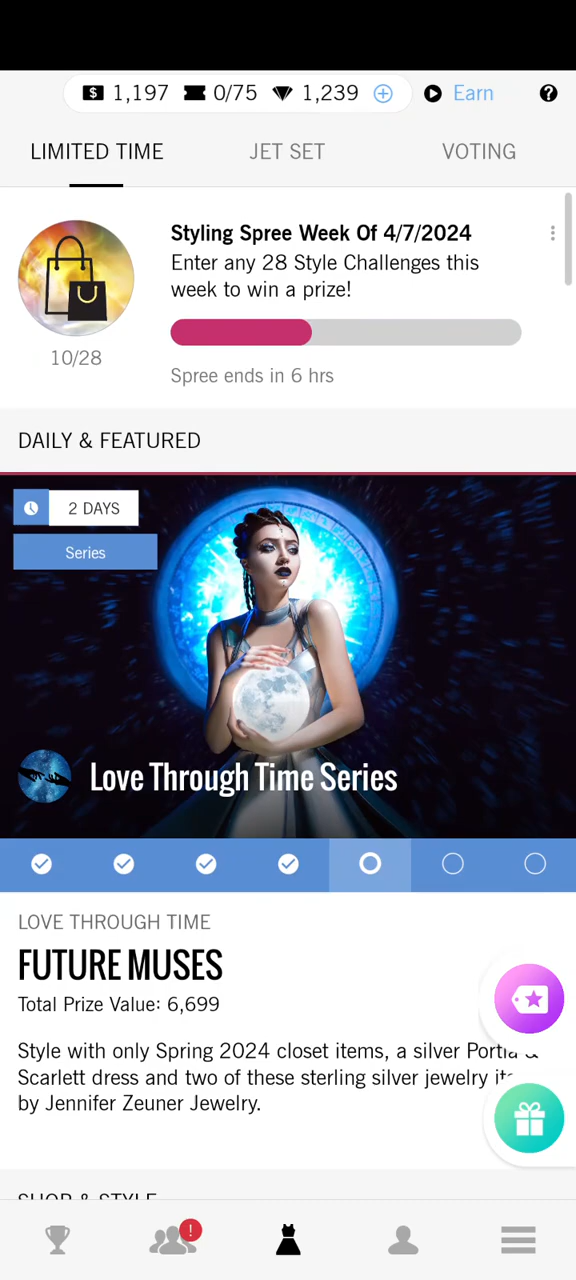 1,197 0/75 1,239 Earn
LIMITED TIME JET SET VOTING
Styling Spree Week Of 4/7/2024
Enter any 28 Style Challenges this
week to win a prize!
10/28
Spree ends in 6 hrs
DAILY & FEATURED
2 DAYS
Series
Love Through Time Series
LOVE THROUGH TIME
FUTURE MUSES
Total Prize Value: 6,699
Style with only Spring 2024 closet items, a silver Portia &
Scarlett dress and two of these sterling silver jewelry
by Jennifer Zeuner Jewelry.
SHOP & STYLE